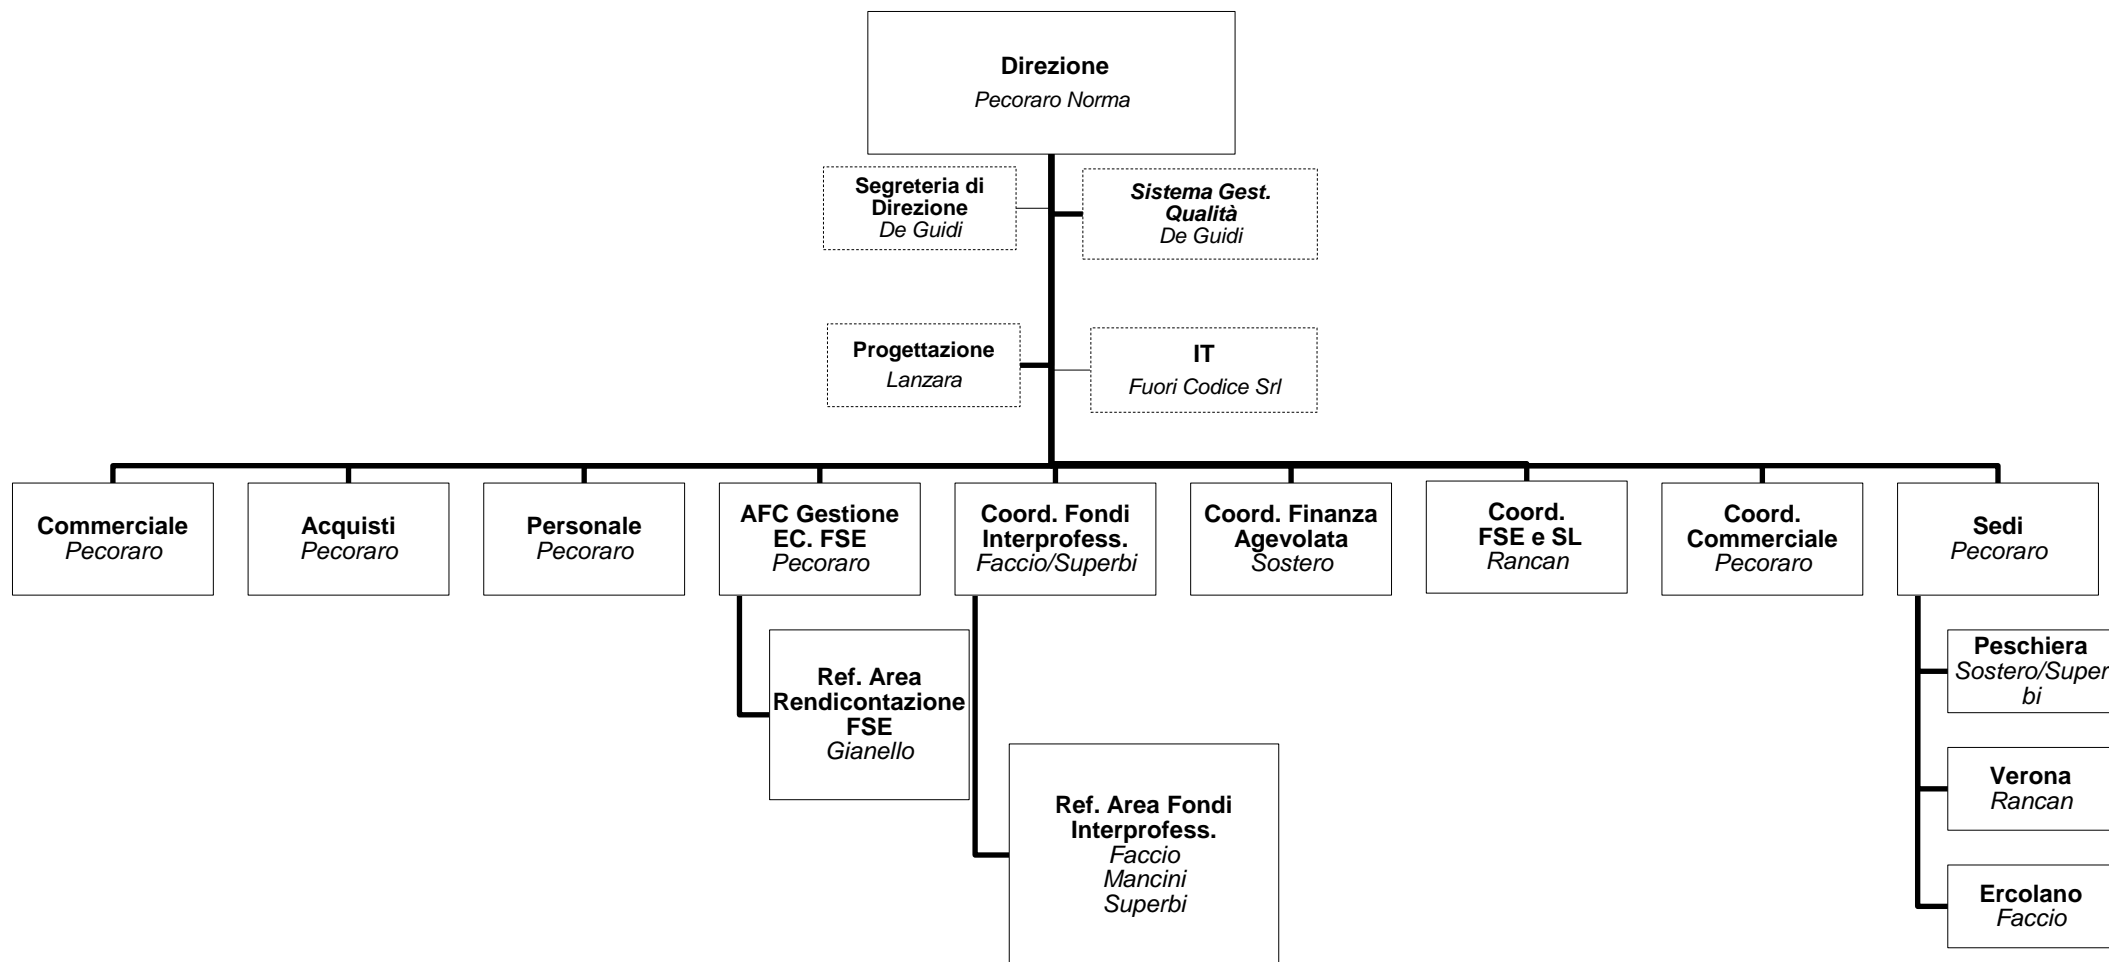 Direzione
Pecoraro Norma
Segreteria di
Direzione
De Guidi
Sistema Gest.
Qualità
De Guidi
Progettazione
Lanzara
IT
Fuori Codice Srl
Commerciale
Pecoraro
Acquisti
Pecoraro
Personale
Pecoraro
AFC Gestione
EC. FSE
Pecoraro
Coord. Fondi
Interprofess.
Faccio/Superbi
Coord. Finanza
Agevolata
Sostero
Coord.
FSE e SL
Rancan
Coord.
Commerciale
Pecoraro
Sedi
Pecoraro
Ref. Area
Rendicontazione
FSE
Gianello
Ref. Area Fondi
Interprofess.
Faccio
Mancini
Superbi
Peschiera
Sostero/Super
bi
Verona
Rancan
Ercolano
Faccio